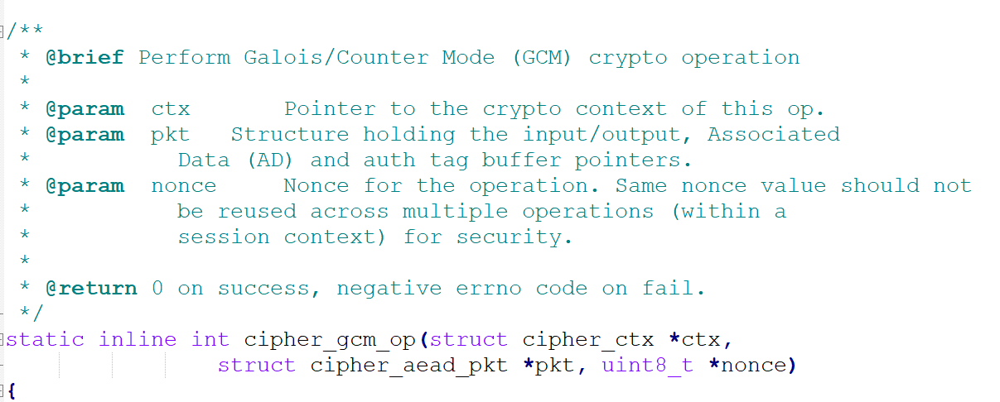 /**
 * @brief Perform Galois/Counter Mode (GCM) crypto operation
 *
 * @param  ctx       Pointer to the crypto context of this op.
 * @param  pkt   Structure holding the input/output, Associated
 *           Data (AD) and auth tag buffer pointers.
 * @param  nonce     Nonce for the operation. Same nonce value should not
 *           be reused across multiple operations (within a
 *           session context) for security.
 *
 * @return 0 on success, negative errno code on fail.
 */
static inline int cipher_gcm_op(struct cipher_ctx *ctx,
                struct cipher_aead_pkt *pkt, uint8_t *nonce)
{